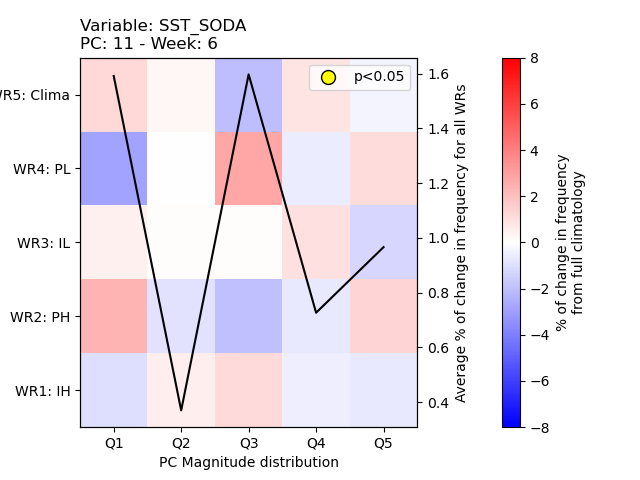 Variable: SST_SODA
PC: 11 - Week: 6
p<0.05
WR5: Clima
WR4: PL
WR3: IL
WR2: PH
WR1: IH
Q1 Q2 Q3 Q4 Q5
PC Magnitude distribution
1.6
1.4
1.2
1.0
0.8
0.6
0.4
Average % of change in frequency for all WRs
8
6
4
2
0
−2
−4
−6
−8
% of change in frequency
from full climatology